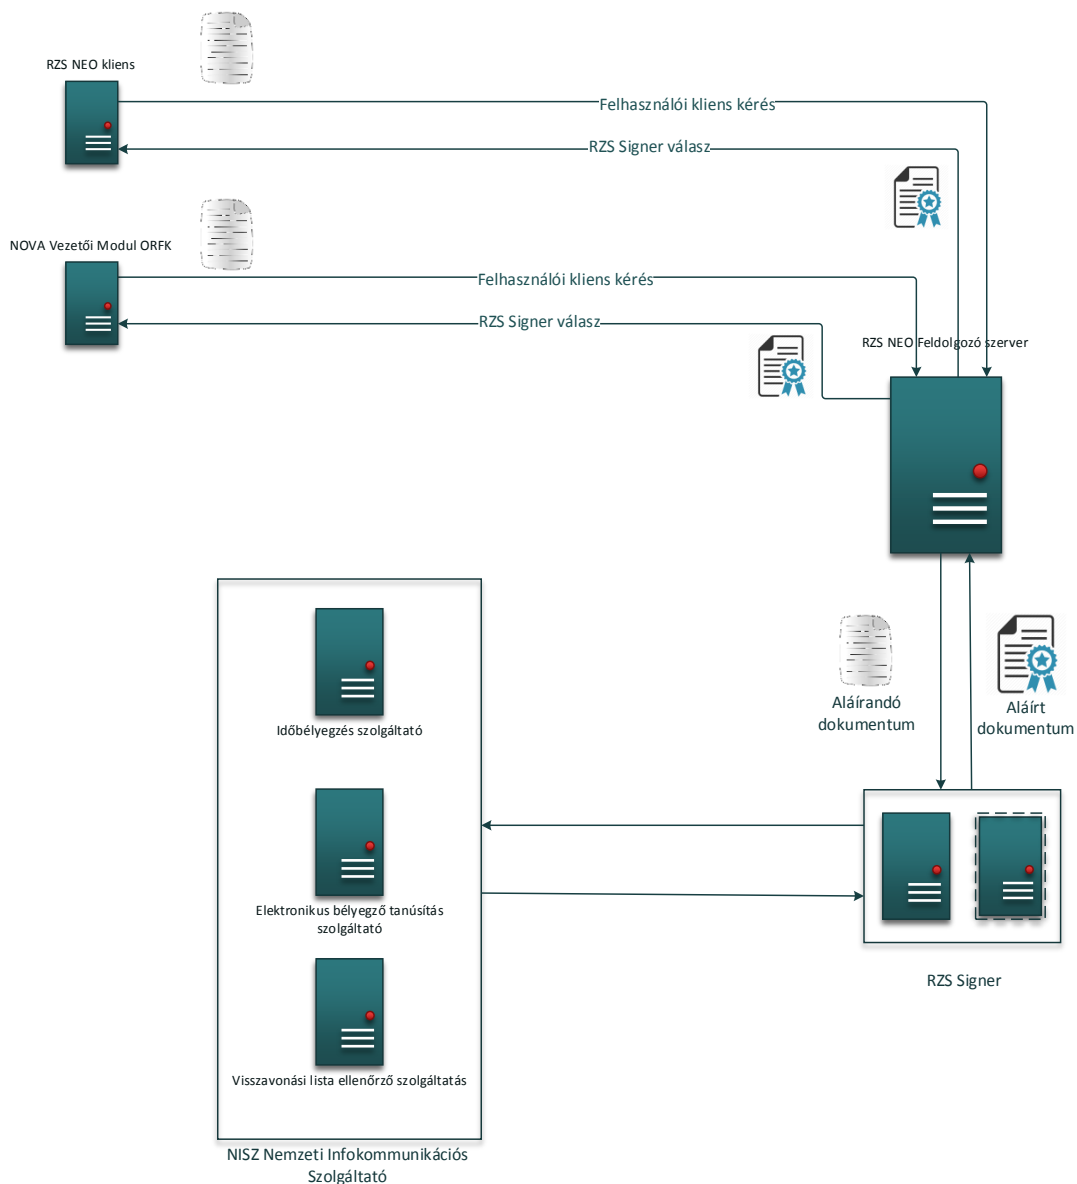 RZS NEO kliens
Felhasználói kliens kérés
RZS Signer válasz
NOVA Vezetői Modul ORFK
Felhasználói kliens kérés
RZS Signer válasz
RZS NEO Feldolgozó szerver
Aláírandó
dokumentum
Aláírt
dokumentum
Időbélyegzés szolgáltató
Elektronikus bélyegző tanúsítás
szolgáltató
Visszavonási lista ellenőrző szolgáltatás
RZS Signer
NISZ Nemzeti Infokommunikációs
Szolgáltató